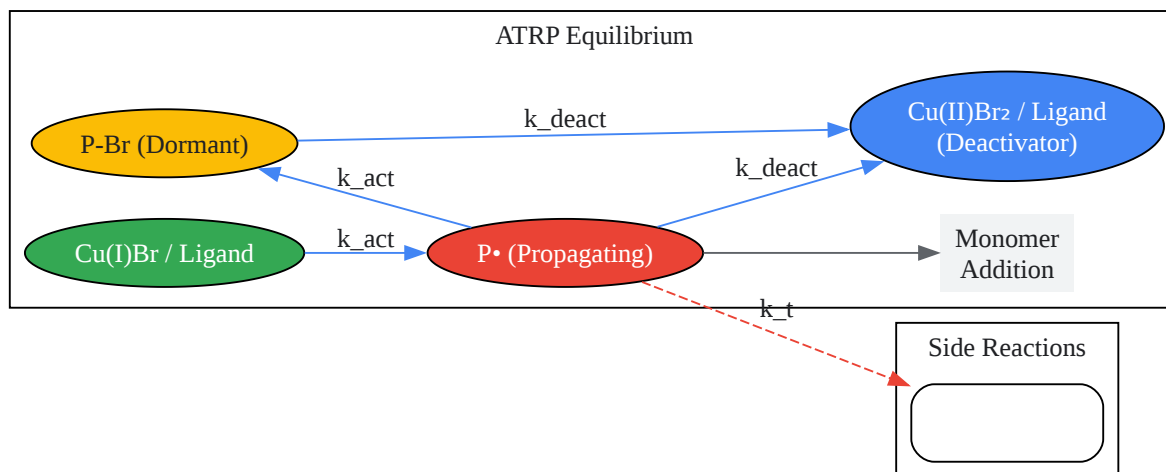 ATRP Equilibrium
P-Br (Dormant)
k_deact
Cu(II)Br₂ / Ligand
(Deactivator)
k_act
k_deact
Cu(I)Br / Ligand
k_act
P• (Propagating)
Monomer
Addition
k_t
Side Reactions